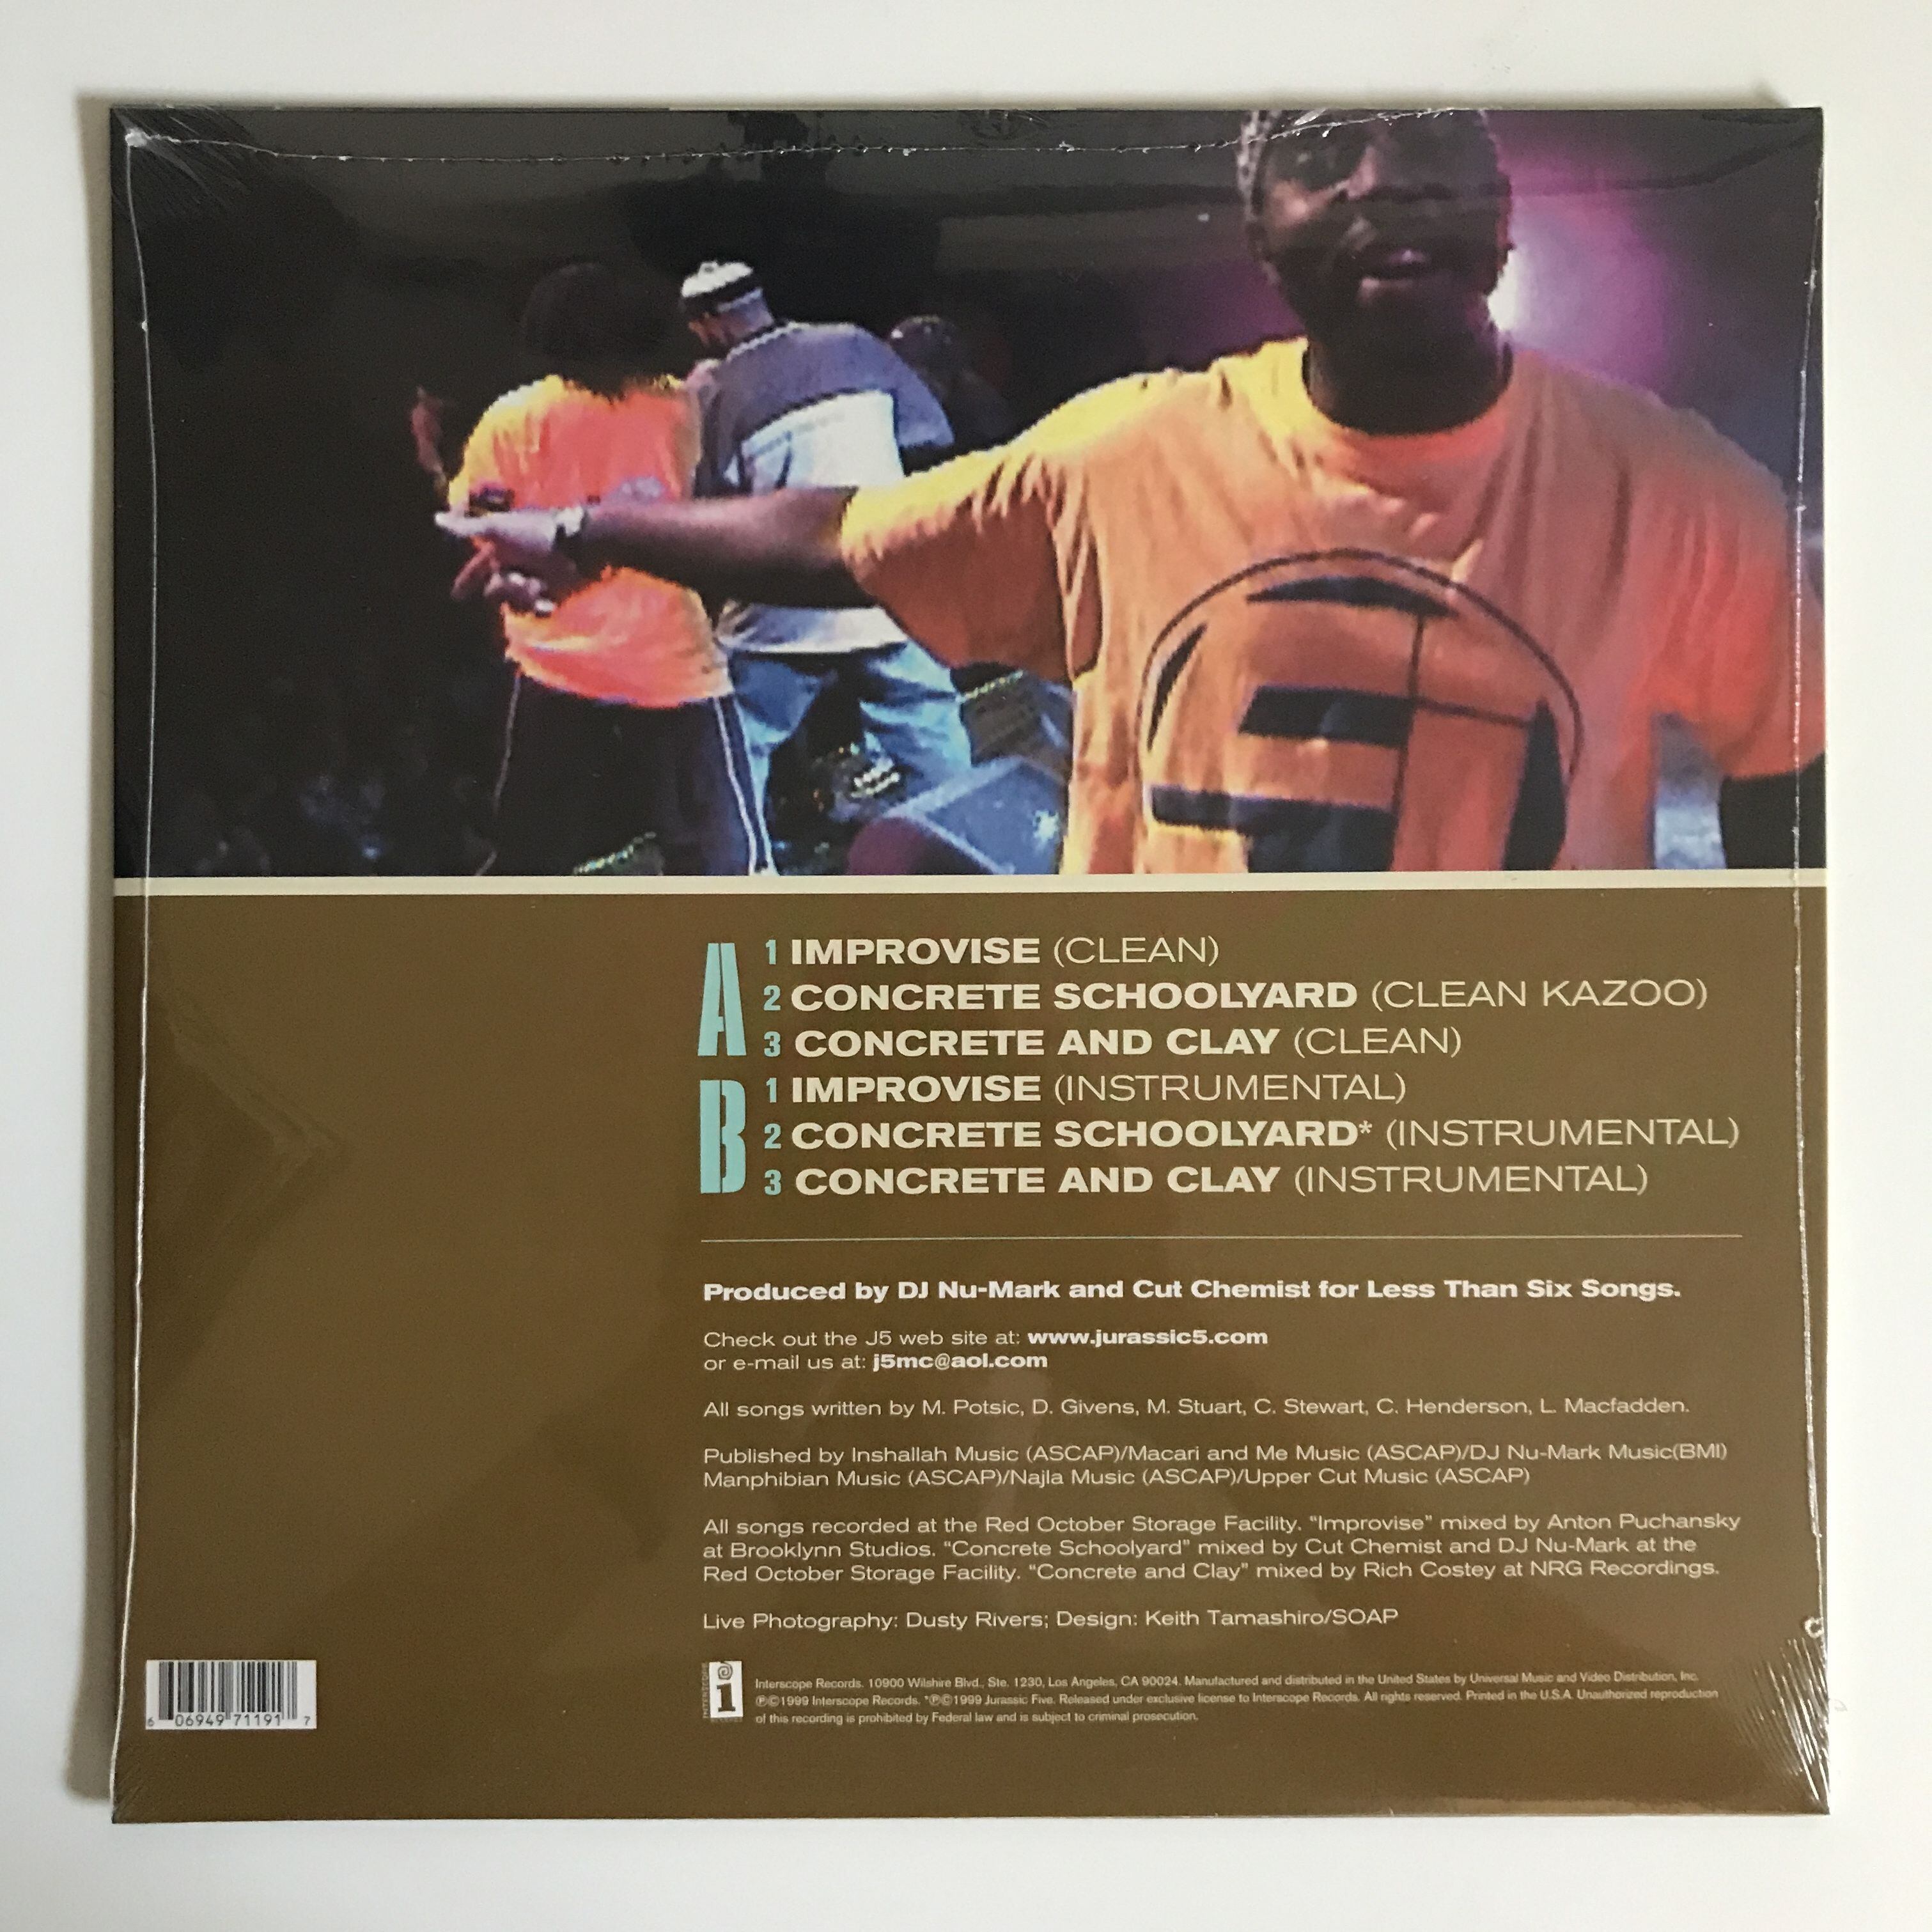 A
1 IMPROVISE (CLEAN)
2 CONCRETE SCHOOLYARD (CLEAN KAZOO)
3 CONCRETE AND CLAY (CLEAN)
B
1 IMPROVISE (INSTRUMENTAL)
2 CONCRETE SCHOOLYARD* (INSTRUMENTAL)
3 CONCRETE AND CLAY (INSTRUMENTAL)
Produced by DJ Nu-Mark and Cut Chemist for Less Than Six Songs.
Check out the J5 web site at: www.jurassic5.com
or e-mail us at: j5mc@aol.com
All songs written by M. Potsic, D. Givens, M. Stuart, C. Stewart, C. Henderson, L. Macfadden.
Published by Inshallah Music (ASCAP)/Macari and Me Music (ASCAP)/DJ Nu-Mark Music(BMI)
Manphibian Music (ASCAP)/Najla Music (ASCAP)/Upper Cut Music (ASCAP)
All songs recorded at the Red October Storage Facility. “Improvise” mixed by Anton Puchansky
at Brooklynn Studios. “Concrete Schoolyard” mixed by Cut Chemist and DJ Nu-Mark at the
Red October Storage Facility. “Concrete and Clay” mixed by Rich Costey at NRG Recordings.
Live Photography: Dusty Rivers; Design: Keith Tamashiro/SOAP
INTERSCOPE
i
Interscope Records. 10900 Wilshire Blvd., Ste. 1230, Los Angeles, CA 90024. Manufactured and distributed in the United States by Universal Music and Video Distribution, Inc.
℗©1999 Interscope Records. *℗©1999 Jurassic Five. Released under exclusive license to Interscope Records. All rights reserved. Printed in the U.S.A. Unauthorized reproduction
of this recording is prohibited by Federal law and is subject to criminal prosecution.
6 06949 71191 7